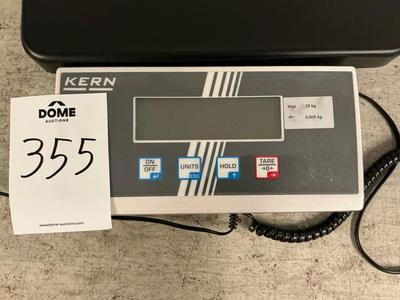 KERN
DOME
AUCTIONS
355
www.dome-auctions.com
Max 15 kg
d= 0,005 kg
ON
OFF
UNITS
ESC
HOLD
TARE
→0←